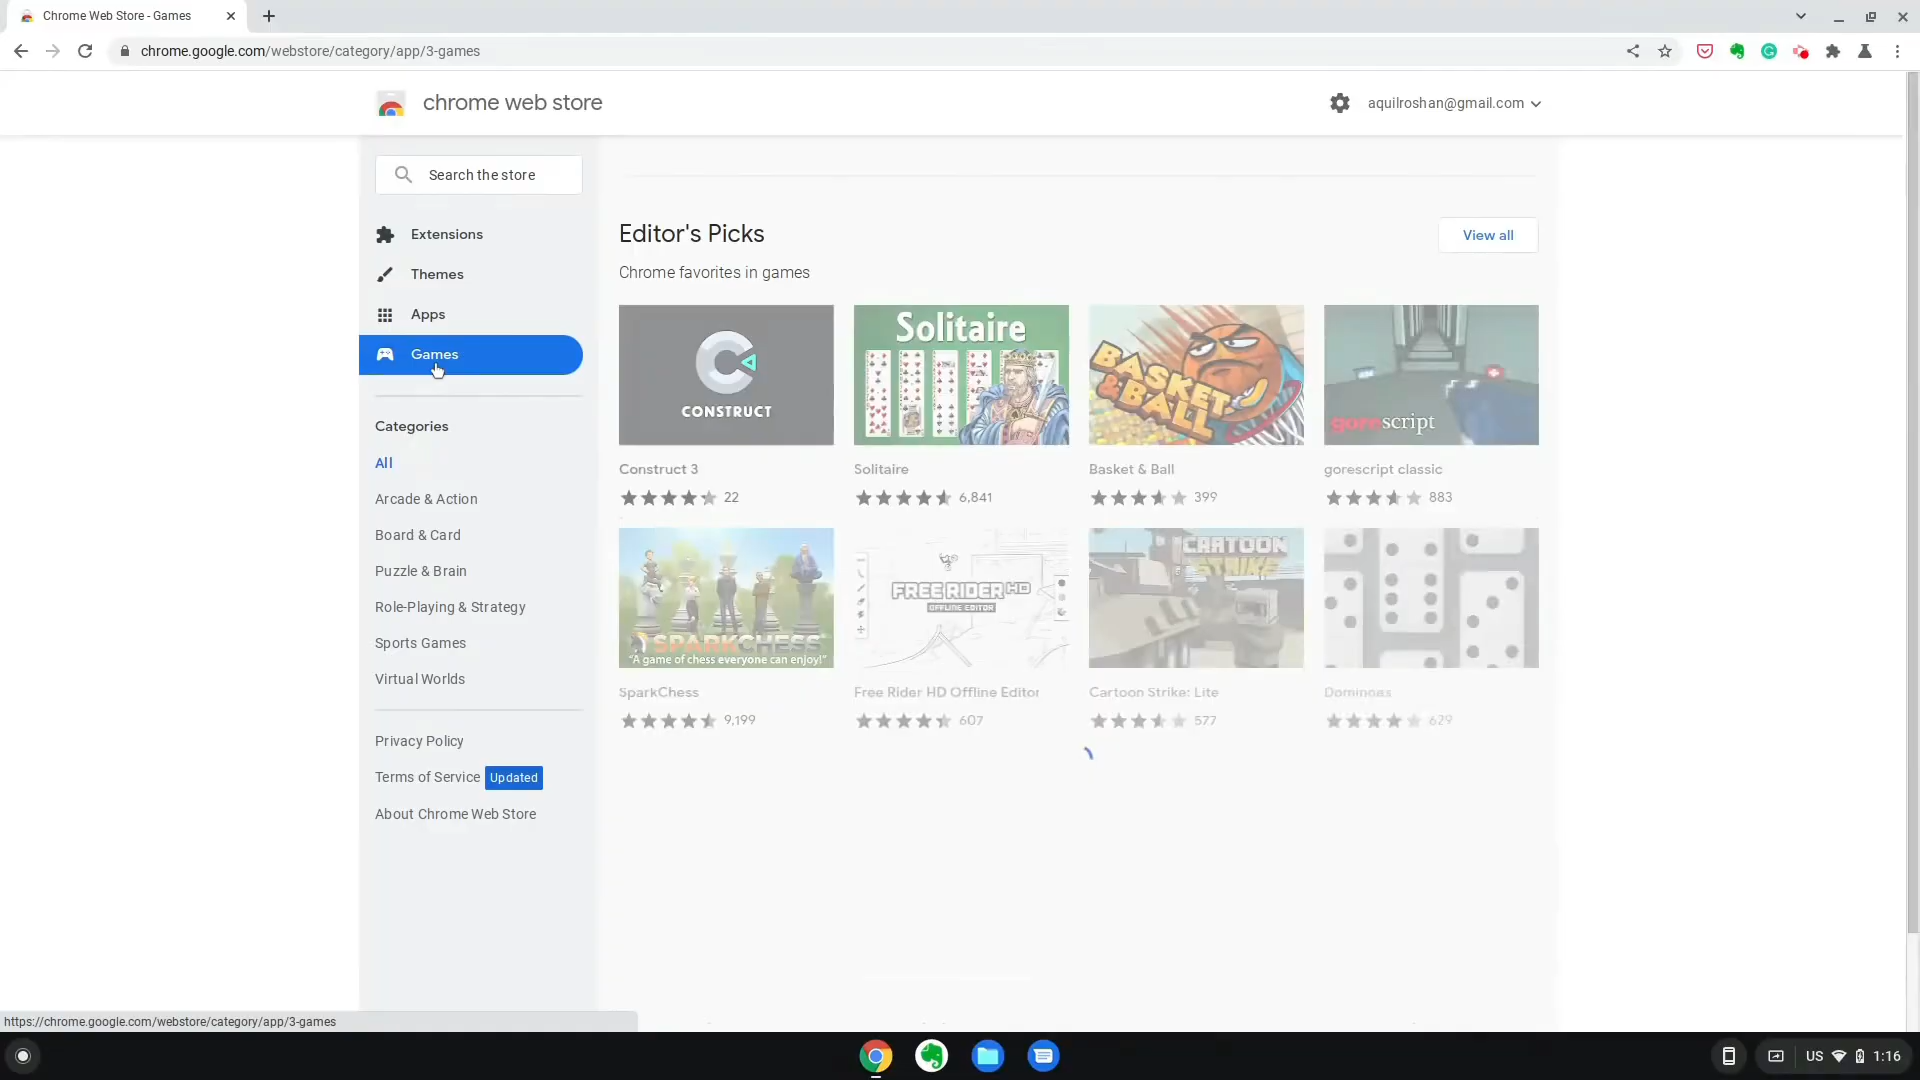 Chrome Web Store - Games
chrome.google.com/webstore/category/app/3-games
chrome web store
aquilroshan@gmail.com
Search the store
Extensions
Themes
Apps
Games
Categories
All
Arcade & Action
Board & Card
Puzzle & Brain
Role-Playing & Strategy
Sports Games
Virtual Worlds
Privacy Policy
Terms of Service Updated
About Chrome Web Store
Editor's Picks
View all
Chrome favorites in games
CONSTRUCT
Solitaire
BASKET
& BALL
gorescript
Construct 3
22
Solitaire
6,841
Basket & Ball
399
gorescript classic
883
SPARKCHESS
"A game of chess everyone can enjoy!"
FREE RIDER HD
OFFLINE EDITOR
CARTOON
STRIKE
SparkChess
9,199
Free Rider HD Offline Editor
607
Cartoon Strike: Lite
577
Dominoes
629
https://chrome.google.com/webstore/category/app/3-games
US
1:16